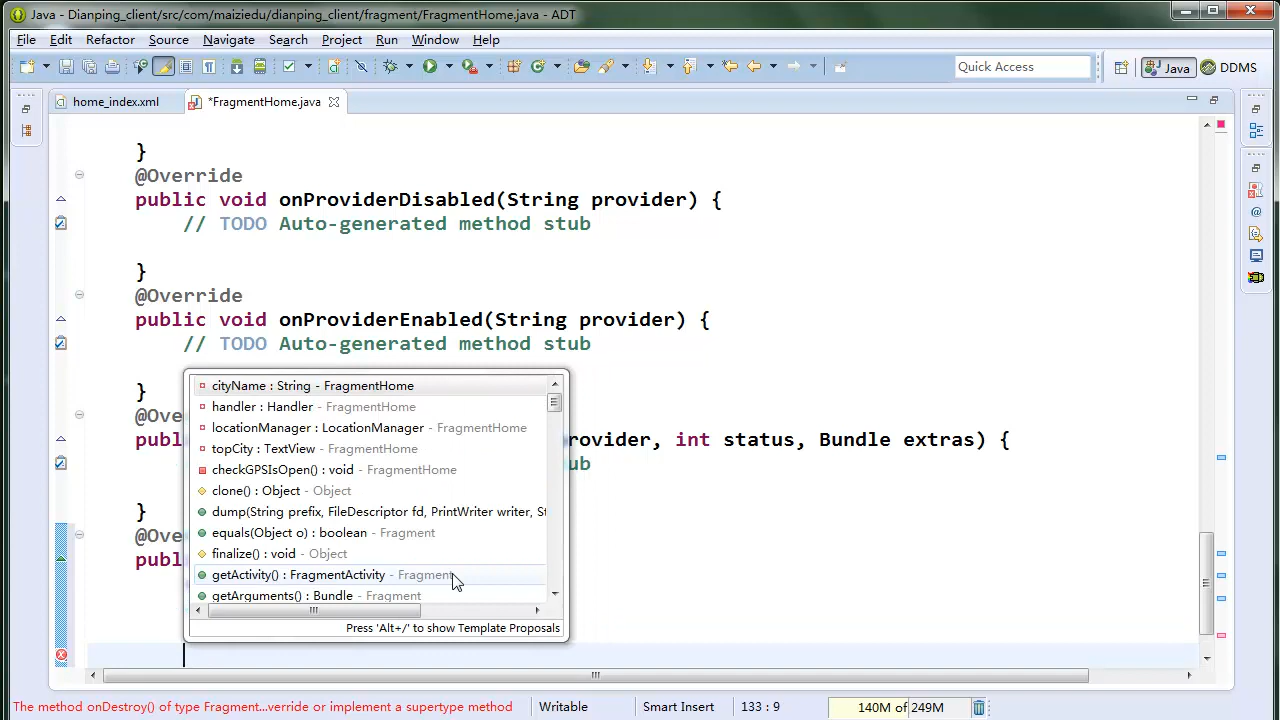 Java - Dianping_client/src/com/maiziedu/dianping_client/fragment/FragmentHome.java - ADT
File Edit Refactor Source Navigate Search Project Run Window Help
Quick Access Java DDMS
home_index.xml *FragmentHome.java
}
@Override
public void onProviderDisabled(String provider) {
// TODO Auto-generated method stub
}
@Override
public void onProviderEnabled(String provider) {
// TODO Auto-generated method stub
}
cityName : String - FragmentHome
handler : Handler - FragmentHome
locationManager : LocationManager - FragmentHome
topCity : TextView - FragmentHome
checkGPSIsOpen() : void - FragmentHome
clone() : Object - Object
dump(String prefix, FileDescriptor fd, PrintWriter writer, St
equals(Object o) : boolean - Fragment
finalize() : void - Object
getActivity() : FragmentActivity - Fragment
getArguments() : Bundle - Fragment
Press 'Alt+/' to show Template Proposals
@Ove
publ rovider, int status, Bundle extras) {
ub
}
@Ove
publ
The method onDestroy() of type Fragment...erride or implement a supertype method Writable Smart Insert 133 : 9 140M of 249M